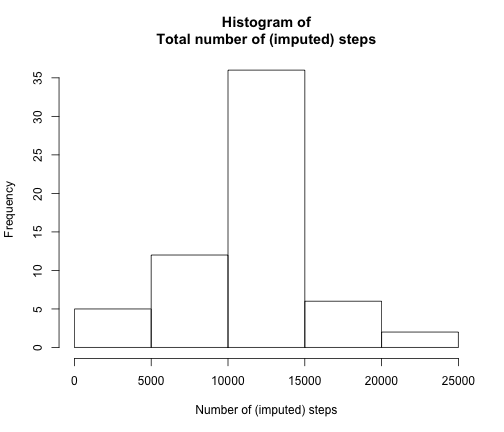 Histogram of
Total number of (imputed) steps
Frequency
35
30
25
20
15
10
5
0
0 5000 10000 15000 20000 25000
Number of (imputed) steps